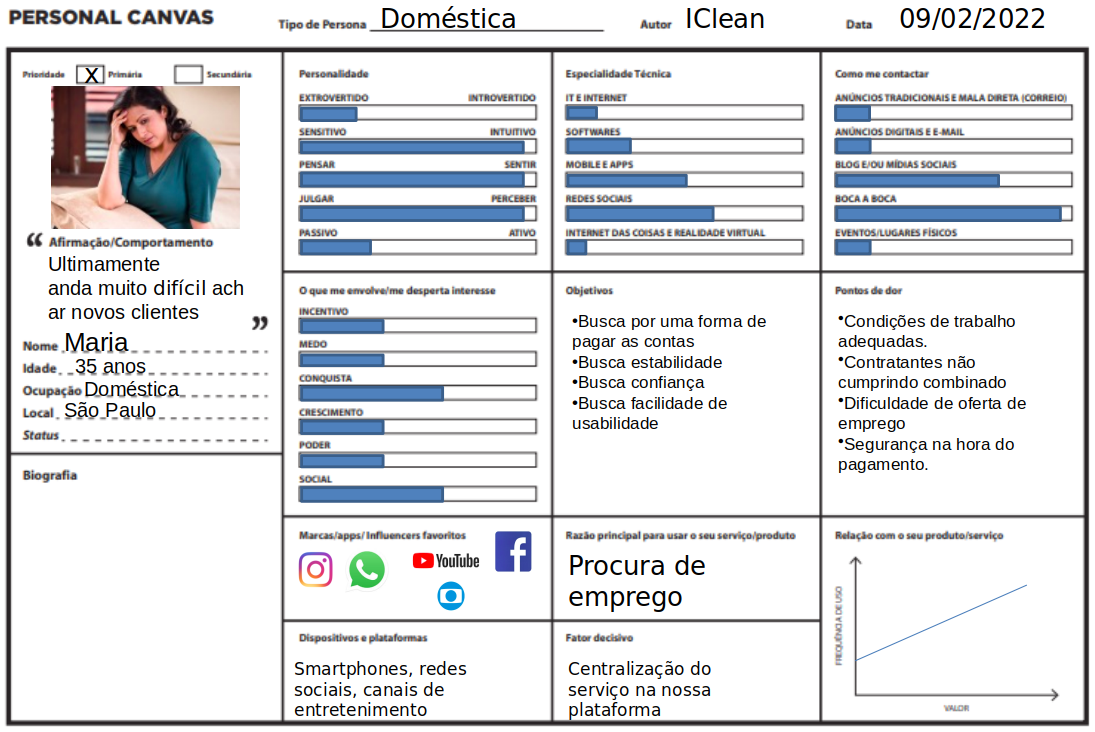 PERSONAL CANVAS
Tipo de Persona Doméstica
Autor IClean
Data 09/02/2022
Prioridade X Primária Secundária
“ Afirmação/Comportamento
Ultimamente
anda muito difícil ach
ar novos clientes
”
Nome Maria
Idade 35 anos
Ocupação Doméstica
Local São Paulo
Status
Biografia
Personalidade
EXTROVERTIDO INTROVERTIDO
SENSITIVO INTUITIVO
PENSAR SENTIR
JULGAR PERCEBER
PASSIVO ATIVO
O que me envolve/me desperta interesse
INCENTIVO
MEDO
CONQUISTA
CRESCIMENTO
PODER
SOCIAL
Marcas/apps/ Influencers favoritos
YouTube
f
Dispositivos e plataformas
Smartphones, redes
sociais, canais de
entretenimento
Especialidade Técnica
IT E INTERNET
SOFTWARES
MOBILE E APPS
REDES SOCIAIS
INTERNET DAS COISAS E REALIDADE VIRTUAL
Objetivos
•Busca por uma forma de
pagar as contas
•Busca estabilidade
•Busca confiança
•Busca facilidade de
usabilidade
Razão principal para usar o seu serviço/produto
Procura de
emprego
Fator decisivo
Centralização do
serviço na nossa
plataforma
Como me contactar
ANÚNCIOS TRADICIONAIS E MALA DIRETA (CORREIO)
ANÚNCIOS DIGITAIS E E-MAIL
BLOG E/OU MÍDIAS SOCIAIS
BOCA A BOCA
EVENTOS/LUGARES FÍSICOS
Pontos de dor
•Condições de trabalho
adequadas.
•Contratantes não
cumprindo combinado
•Dificuldade de oferta de
emprego
•Segurança na hora do
pagamento.
Relação com o seu produto/serviço
FREQUÊNCIA DE USO
VALOR